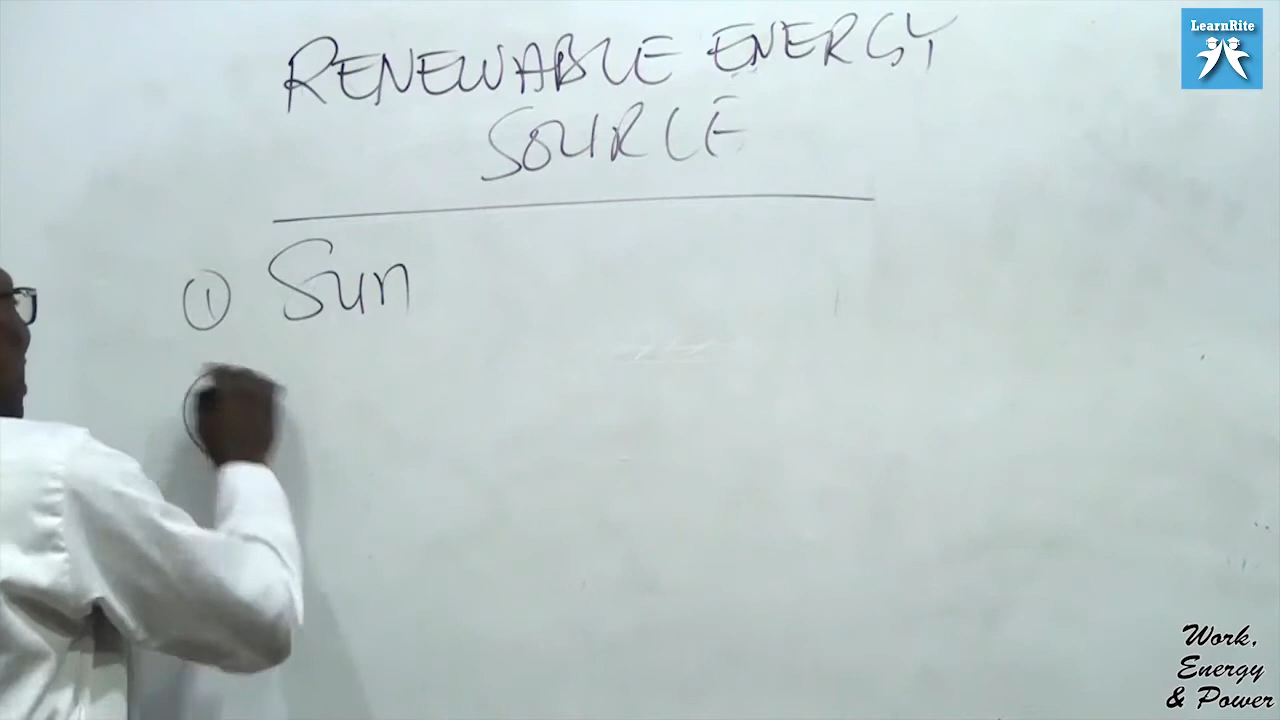 RENEWABLE ENERGY
SOURCE
① Sun
LearnRite
Work,
Energy
& Power